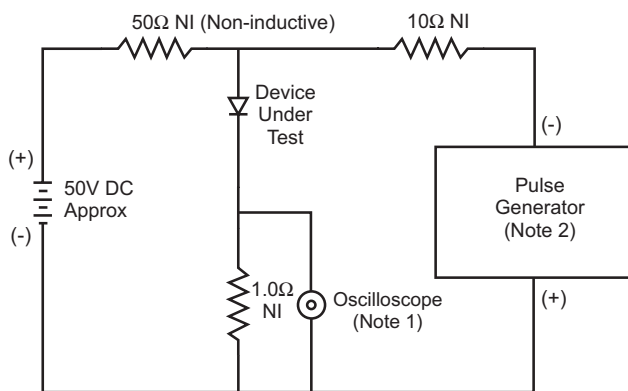 50Ω NI (Non-inductive)
10Ω NI
Device
Under
Test
(+)
50V DC
Approx
(-)
(-)
Pulse
Generator
(Note 2)
(+)
1.0Ω
NI
Oscilloscope
(Note 1)